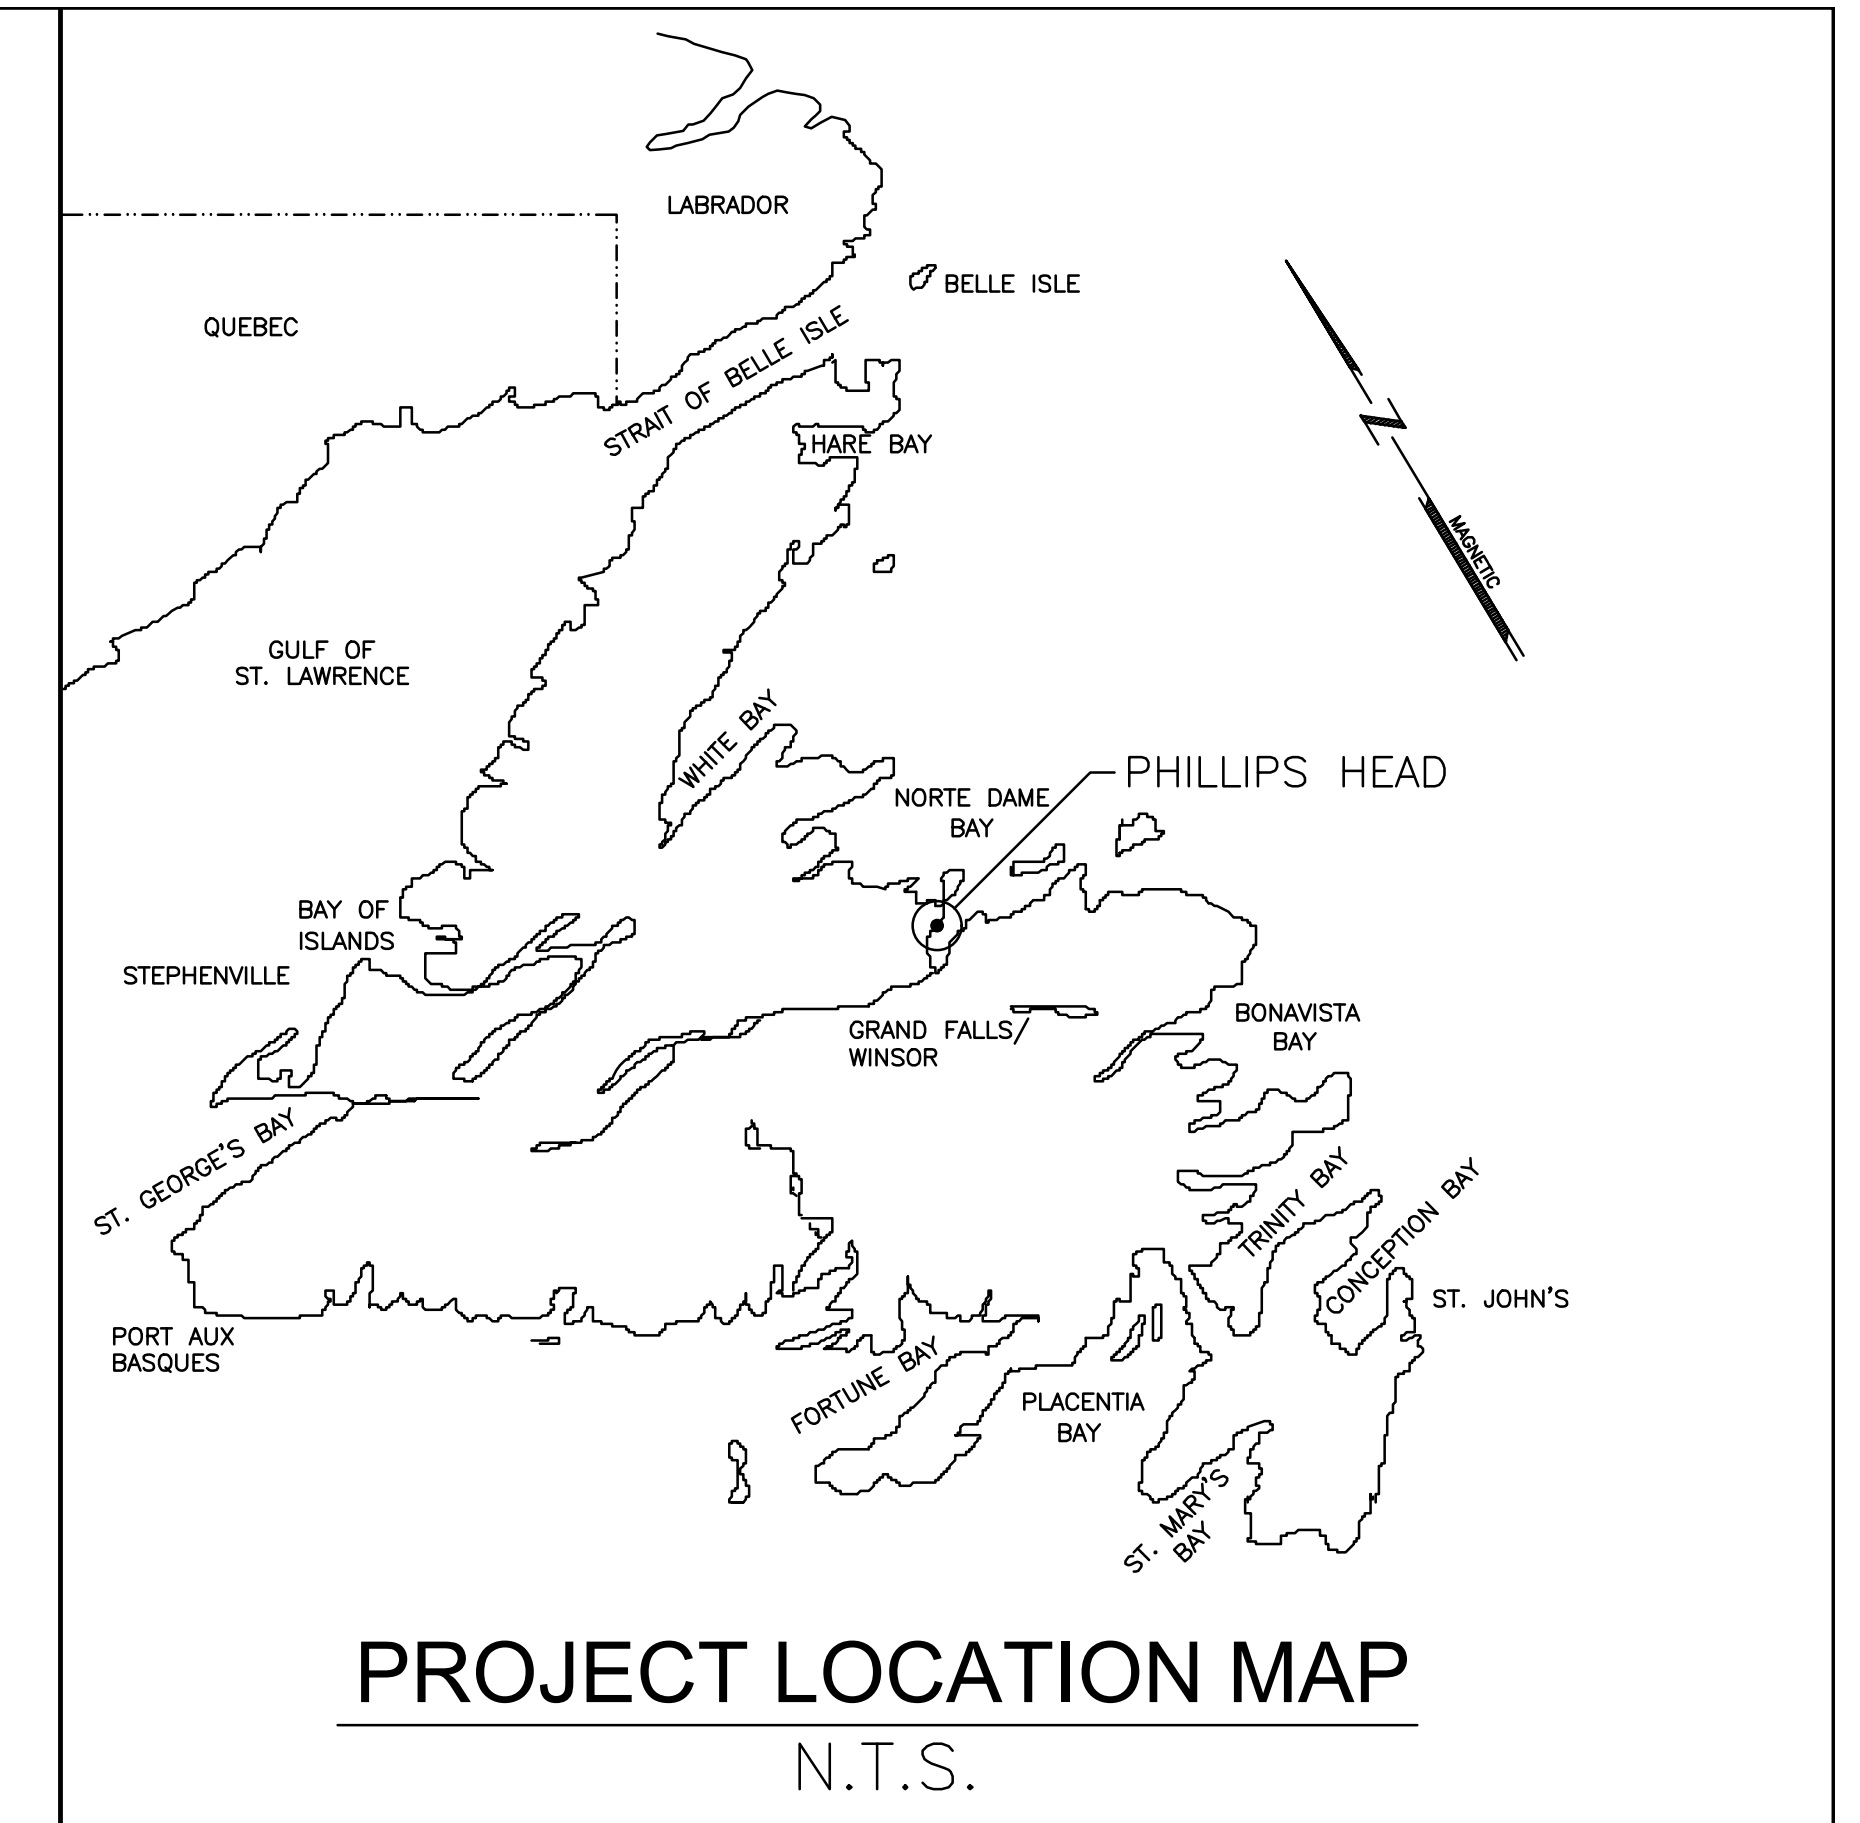 LABRADOR
BELLE ISLE
QUEBEC
STRAIT OF BELLE ISLE
HARE BAY
N
MAGNETIC
GULF OF
ST. LAWRENCE
WHITE BAY
PHILLIPS HEAD
NORTE DAME
BAY
BAY OF
ISLANDS
STEPHENVILLE
GRAND FALLS/
WINSOR
BONAVISTA
BAY
ST. GEORGE'S BAY
TRINITY BAY
CONCEPTION BAY
ST. JOHN'S
PORT AUX
BASQUES
FORTUNE BAY
PLACENTIA
BAY
ST. MARY'S
BAY
PROJECT LOCATION MAP
N.T.S.